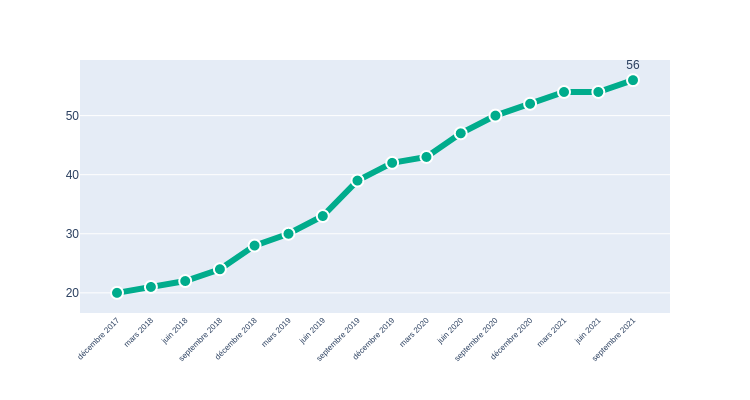 56
50
40
30
20
décembre 2017
mars 2018
juin 2018
septembre 2018
décembre 2018
mars 2019
juin 2019
septembre 2019
décembre 2019
mars 2020
juin 2020
septembre 2020
décembre 2020
mars 2021
juin 2021
septembre 2021